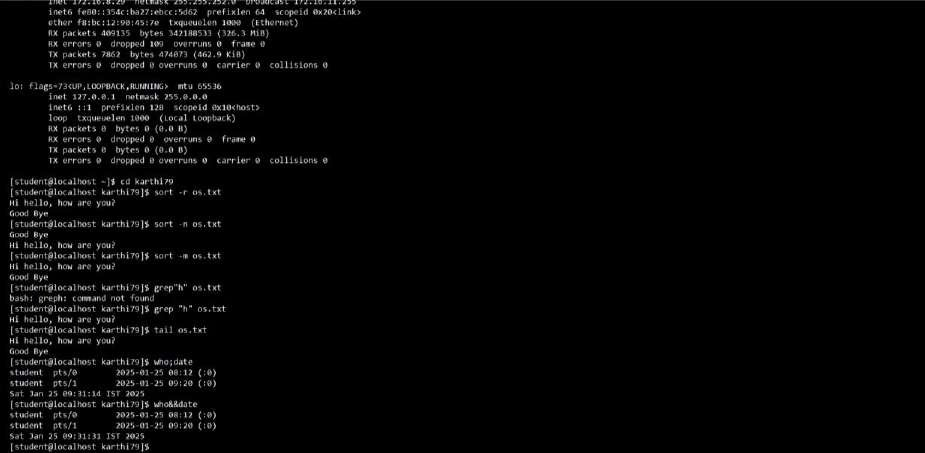 inet 172.16.8.29 netmask 255.255.252.0 broadcast 172.16.11.255
inet6 fe80::354c:ba27:ebcc:5d62 prefixlen 64 scopeid 0x20<link>
ether f8:bc:12:90:45:7e txqueuelen 1000 (Ethernet)
RX packets 409135 bytes 342188533 (326.3 MiB)
RX errors 0 dropped 109 overruns 0 frame 0
TX packets 7862 bytes 474073 (462.9 KiB)
TX errors 0 dropped 0 overruns 0 carrier 0 collisions 0
lo: flags=73<UP,LOOPBACK,RUNNING> mtu 65536
inet 127.0.0.1 netmask 255.0.0.0
inet6 ::1 prefixlen 128 scopeid 0x10<host>
loop txqueuelen 1000 (Local Loopback)
RX packets 0 bytes 0 (0.0 B)
RX errors 0 dropped 0 overruns 0 frame 0
TX packets 0 bytes 0 (0.0 B)
TX errors 0 dropped 0 overruns 0 carrier 0 collisions 0
[student@localhost ~]$ cd karthi79
[student@localhost karthi79]$ sort -r os.txt
Hi hello, how are you?
Good Bye
[student@localhost karthi79]$ sort -n os.txt
Good Bye
Hi hello, how are you?
[student@localhost karthi79]$ sort -m os.txt
Hi hello, how are you?
Good Bye
[student@localhost karthi79]$ grep"h" os.txt
bash: greph: command not found
[student@localhost karthi79]$ grep "h" os.txt
Hi hello, how are you?
[student@localhost karthi79]$ tail os.txt
Hi hello, how are you?
Good Bye
[student@localhost karthi79]$ who;date
student pts/0 2025-01-25 08:12 (:0)
student pts/1 2025-01-25 09:20 (:0)
Sat Jan 25 09:31:14 IST 2025
[student@localhost karthi79]$ who&&date
student pts/0 2025-01-25 08:12 (:0)
student pts/1 2025-01-25 09:20 (:0)
Sat Jan 25 09:31:31 IST 2025
[student@localhost karthi79]$